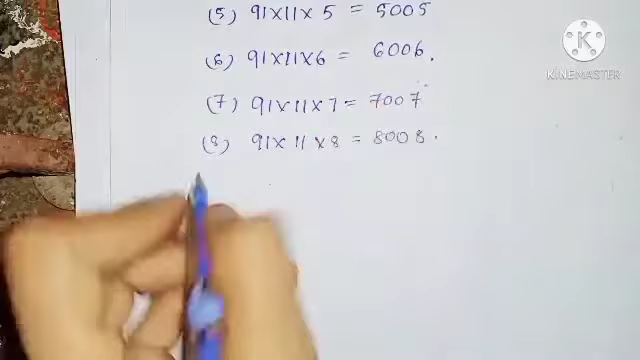 (5) 91×11×5 = 5005
(6) 91×11×6 = 6006.
(7) 91×11×7 = 7007
(8) 91×11×8 = 8008.
KINEMASTER